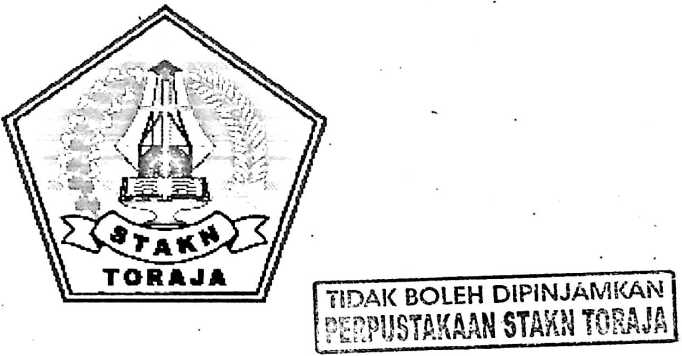 STAKN
TORAJA
TIDAK BOLEH DIPINJAMKAN
PERPUSTAKAAN STAKN TORAJA